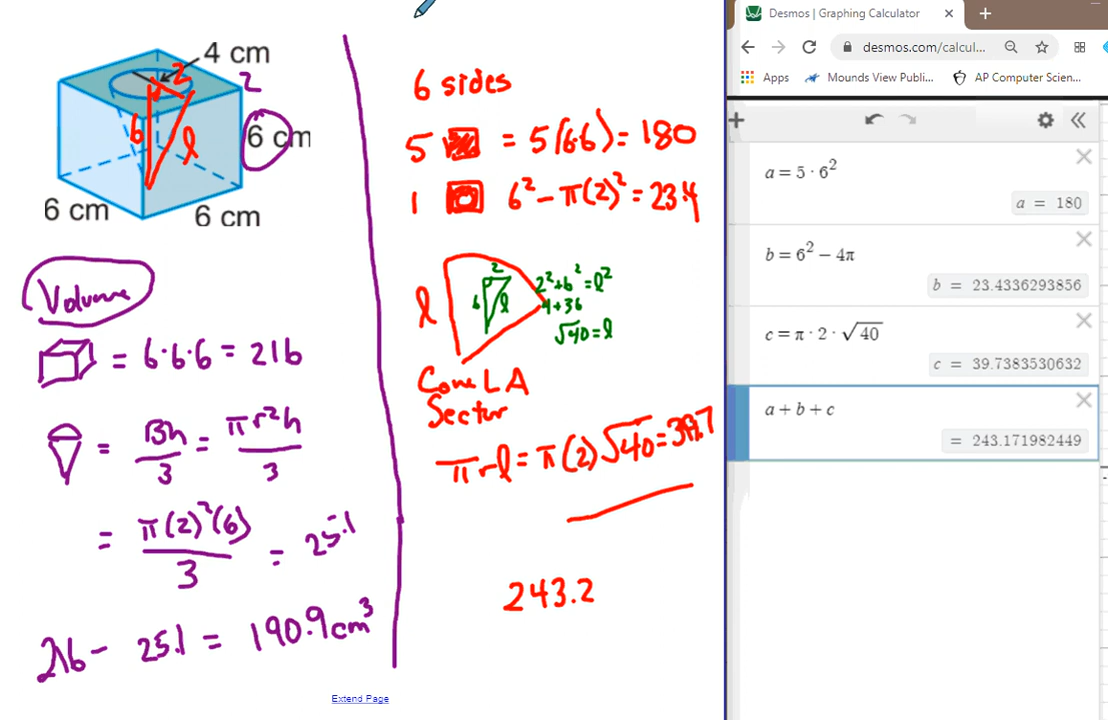 4 cm
2
2
6
l
6 cm
6 cm
6 cm
Volume
= 6·6·6 = 216
= Bh/3 = πr²h/3
= π(2)²(6)/3 = 25.1
216 - 25.1 = 190.9 cm³
6 sides
5 = 5(6·6) = 180
1 6² - π(2)² = 23.4
l
2
6
l
2² + 6² = l²
4 + 36
√40 = l
Cone LA
Sector
πrl = π(2)√40 = 39.7
243.2
Extend Page
Desmos | Graphing Calculator
desmos.com/calcul...
Apps
Mounds View Publi...
AP Computer Scien...
a = 5 · 6²
a = 180
b = 6² − 4π
b = 23.4336293856
c = π · 2 · √40
c = 39.7383530632
a + b + c
= 243.171982449